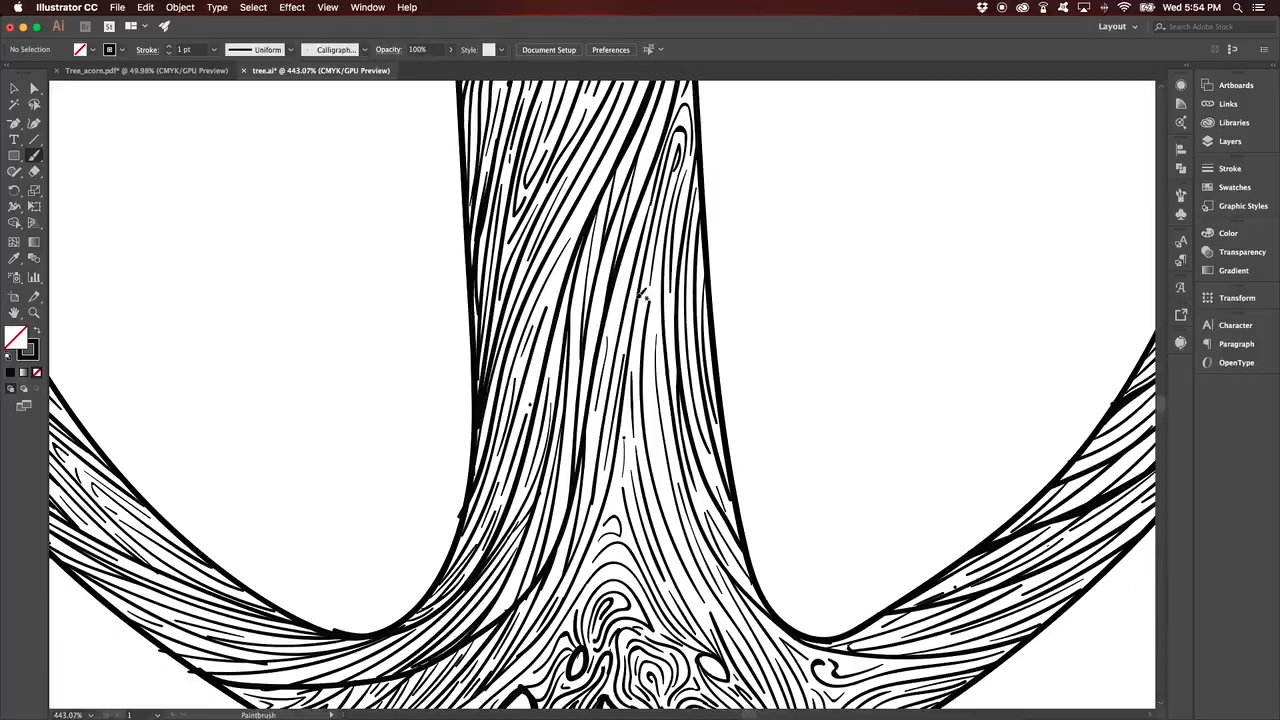 Illustrator CC File Edit Object Type Select Effect View Window Help Wed 5:54 PM
Ai Br St Layout Search Adobe Stock
No Selection Stroke: 1 pt Uniform Calligraph... Opacity: 100% Style: Document Setup Preferences
× Tree_acorn.pdf* @ 49.98% (CMYK/GPU Preview) × tree.ai* @ 443.07% (CMYK/GPU Preview)
Artboards
Links
Libraries
Layers
Stroke
Swatches
Graphic Styles
Color
Transparency
Gradient
Transform
Character
Paragraph
OpenType
443.07% 1 Paintbrush